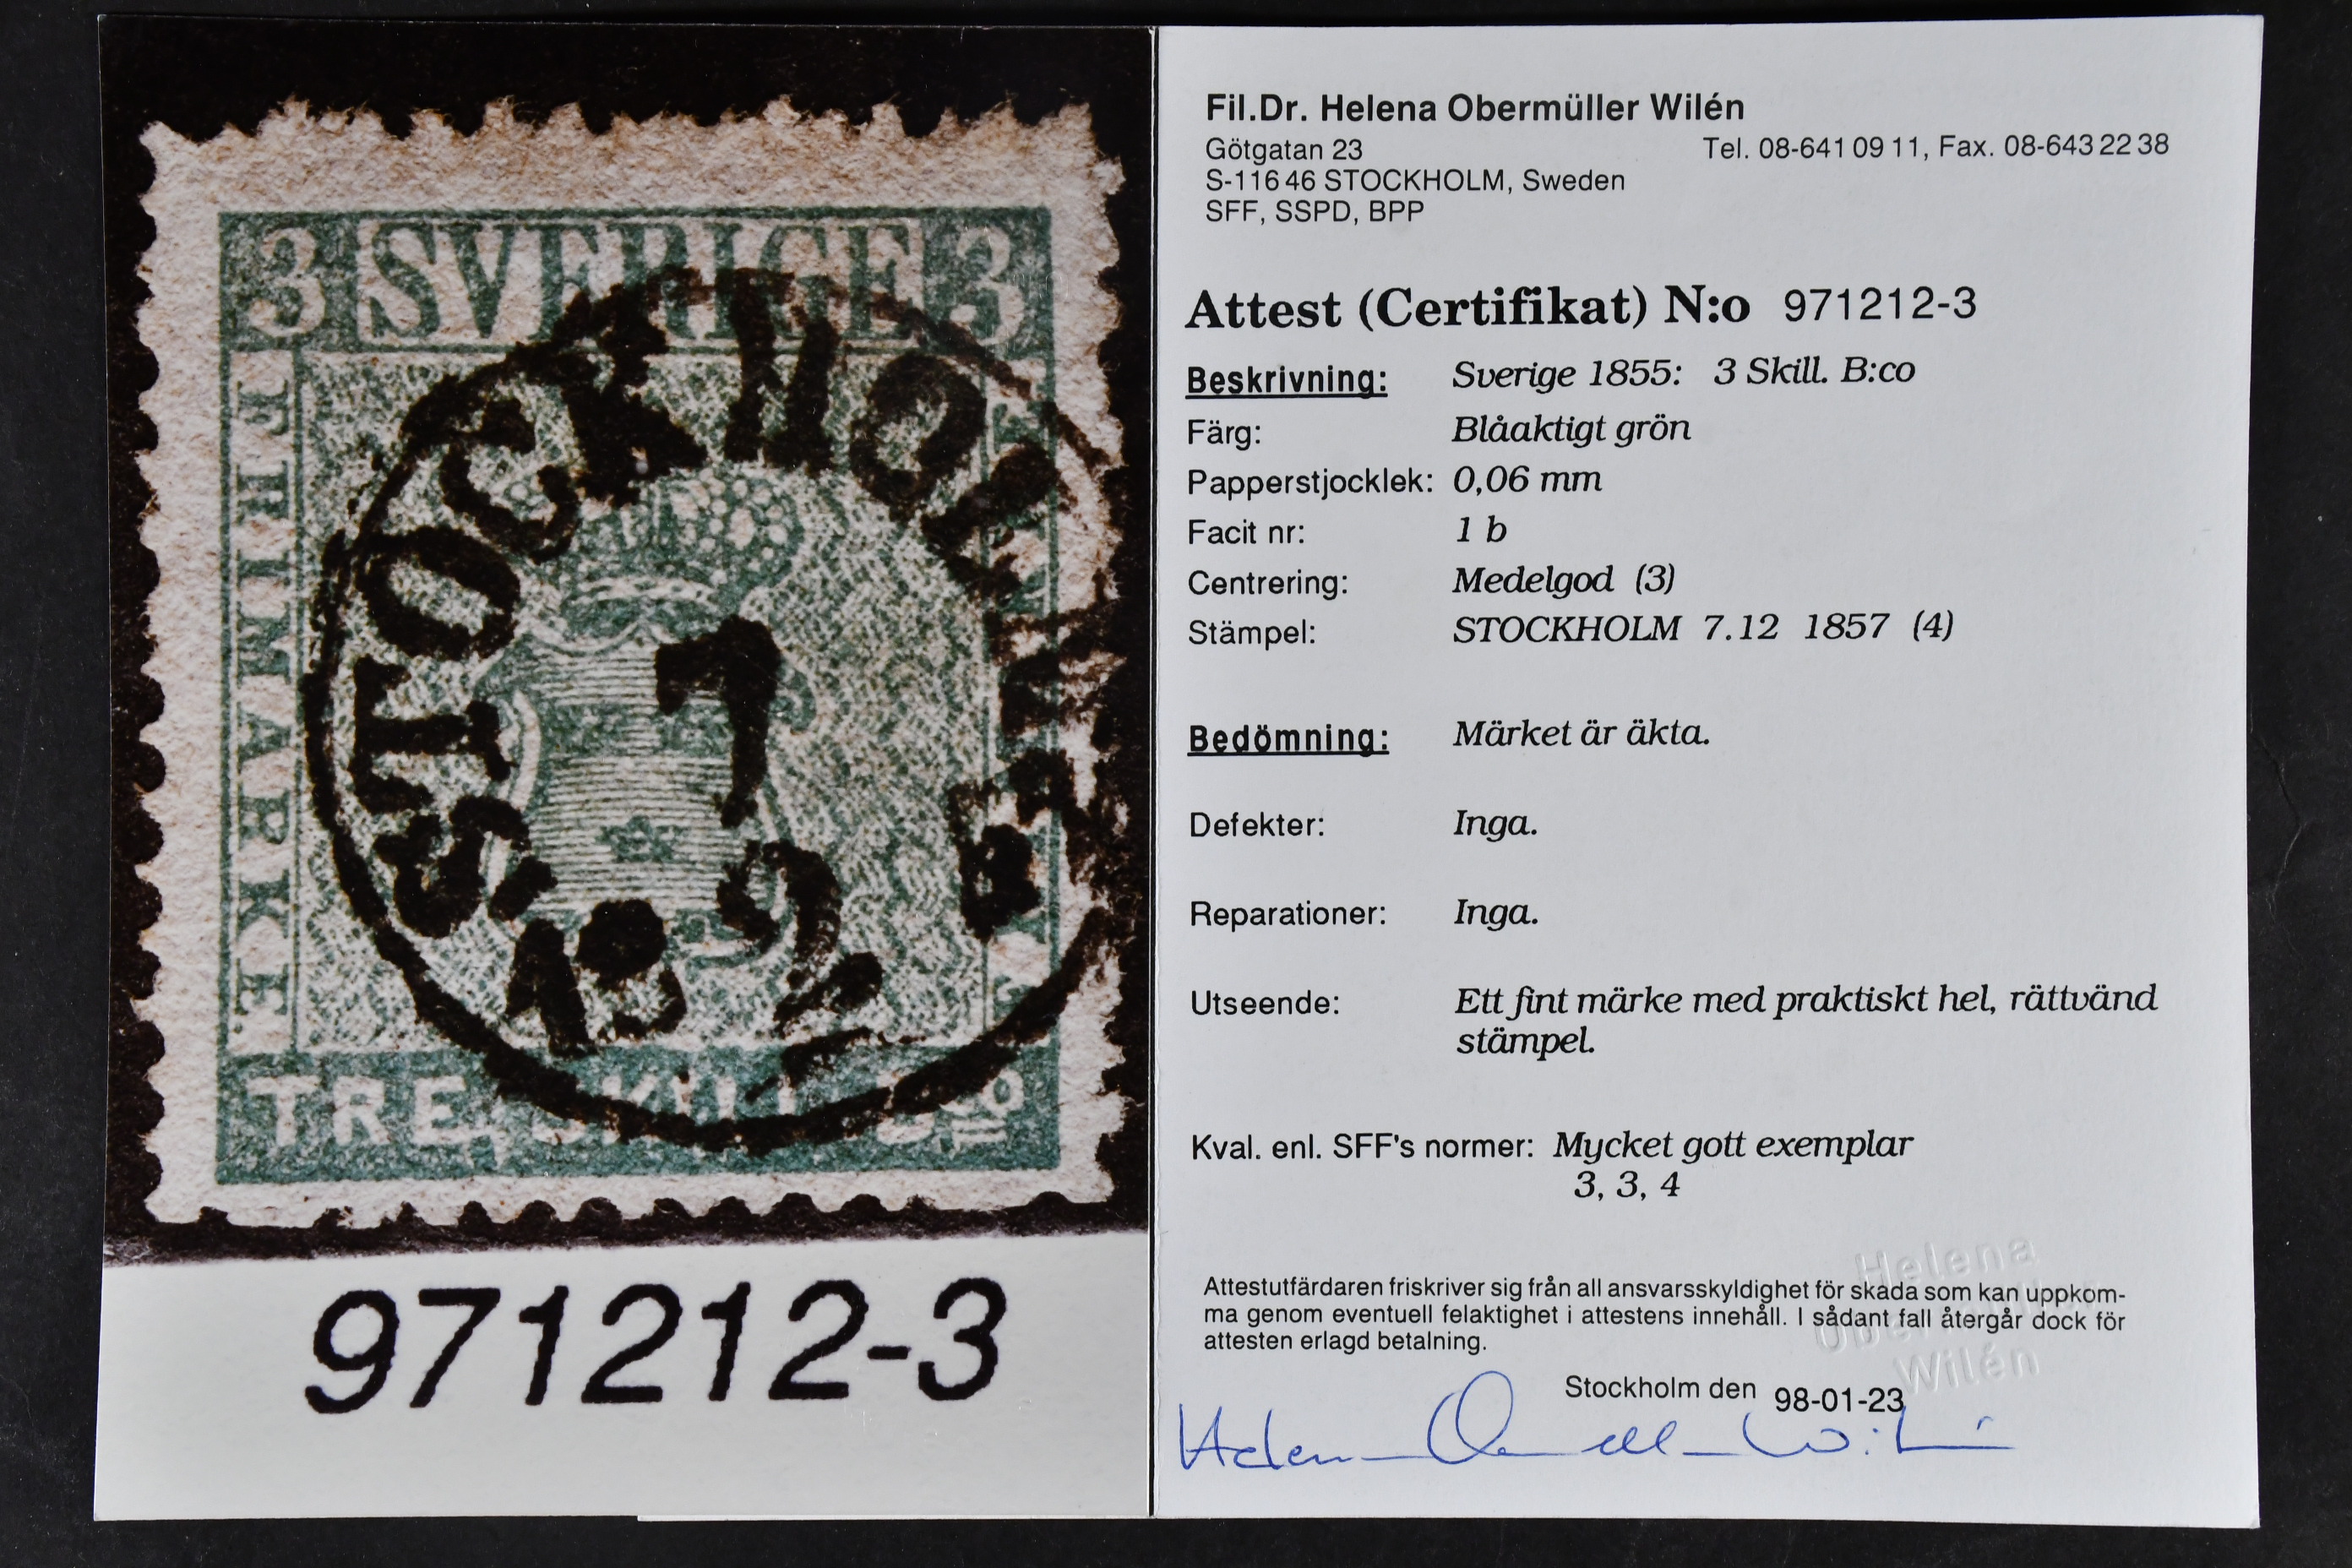 3 SVERIGE 3
FRIMÄRKE.
STOCKHOLM
7
12
1857
TRE SKILL. B<u>co</u>
971212-3
Fil.Dr. Helena Obermüller Wilén
Götgatan 23
Tel. 08-641 09 11, Fax. 08-643 22 38
S-116 46 STOCKHOLM, Sweden
SFF, SSPD, BPP
Attest (Certifikat) N:o 971212-3
Beskrivning: Sverige 1855: 3 Skill. B:co
Färg: Blåaktigt grön
Papperstjocklek: 0,06 mm
Facit nr: 1 b
Centrering: Medelgod (3)
Stämpel: STOCKHOLM 7.12 1857 (4)
Bedömning: Märket är äkta.
Defekter: Inga.
Reparationer: Inga.
Utseende: Ett fint märke med praktiskt hel, rättvänd
stämpel.
Kval. enl. SFF's normer: Mycket gott exemplar
3, 3, 4
Attestutfärdaren friskriver sig från all ansvarsskyldighet för skada som kan uppkom-
ma genom eventuell felaktighet i attestens innehåll. I sådant fall återgår dock för
attesten erlagd betalning.
Helena
Obermüller
Wilén
Stockholm den 98-01-23